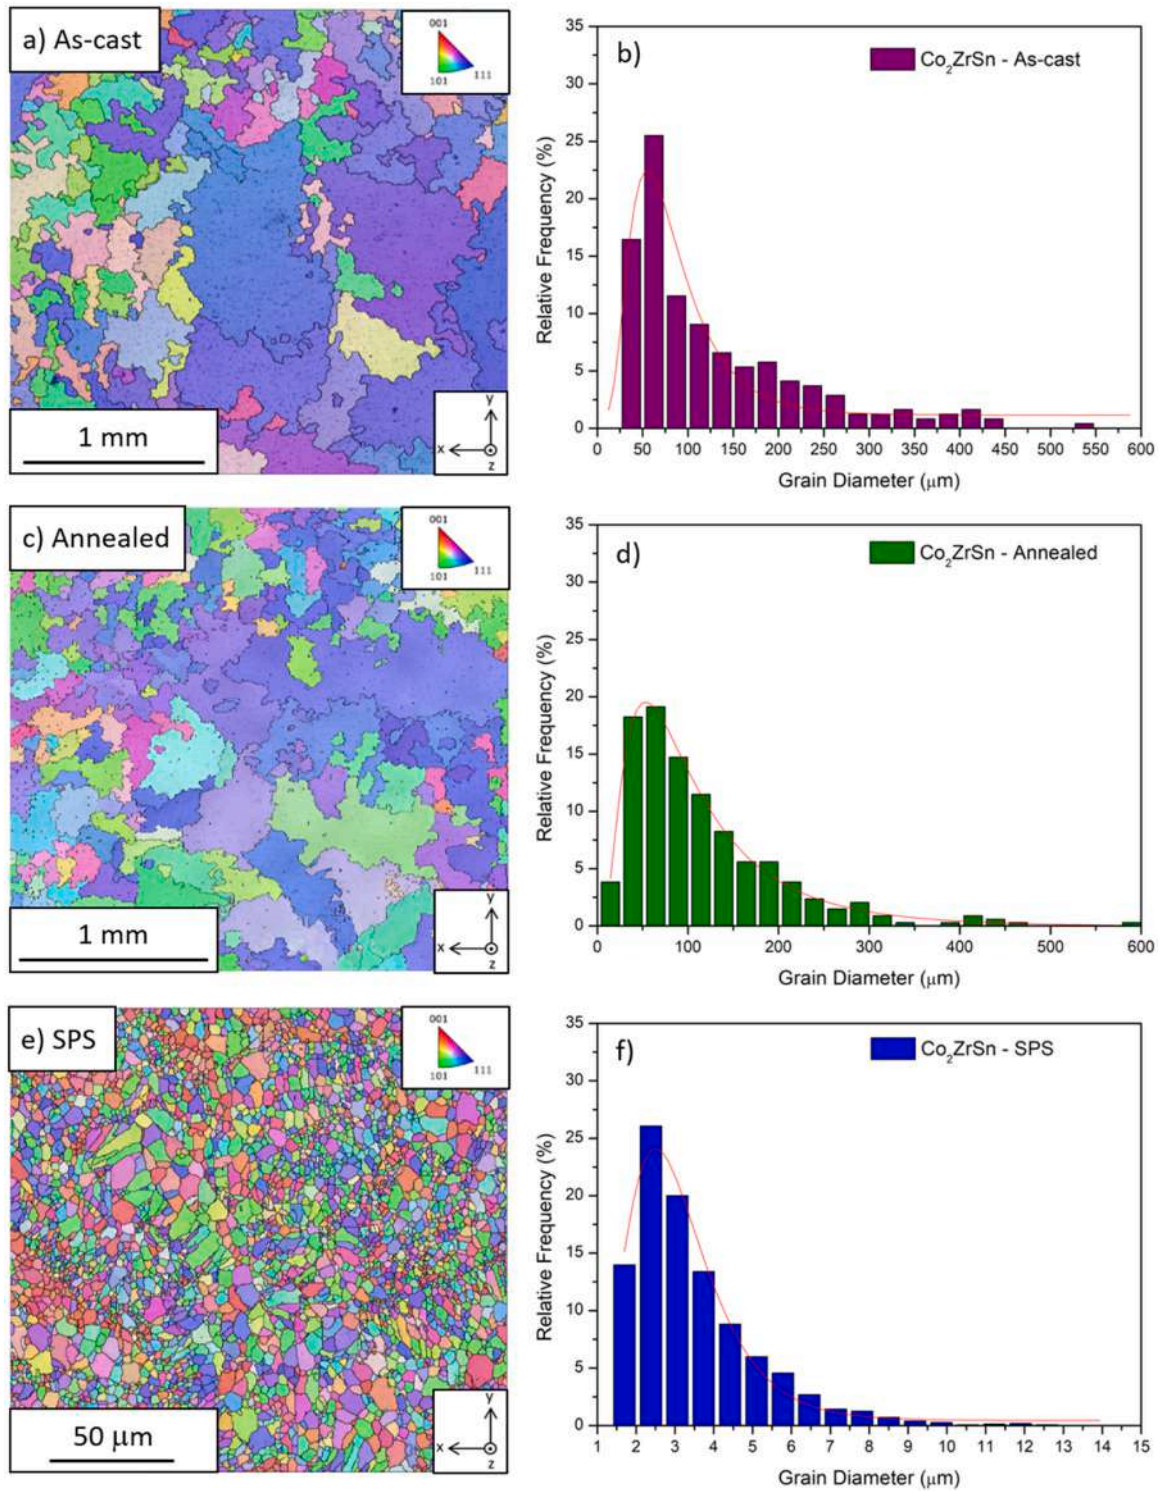 a) As-cast
001
101
111
1 mm
y
x
z
b)
Co₂ZrSn - As-cast
Relative Frequency (%)
35
30
25
20
15
10
5
0
0 50 100 150 200 250 300 350 400 450 500 550 600
Grain Diameter (μm)
c) Annealed
001
101
111
1 mm
y
x
z
d)
Co₂ZrSn - Annealed
Relative Frequency (%)
35
30
25
20
15
10
5
0
0 100 200 300 400 500 600
Grain Diameter (μm)
e) SPS
001
101
111
50 μm
y
x
z
f)
Co₂ZrSn - SPS
Relative Frequency (%)
35
30
25
20
15
10
5
0
1 2 3 4 5 6 7 8 9 10 11 12 13 14 15
Grain Diameter (μm)